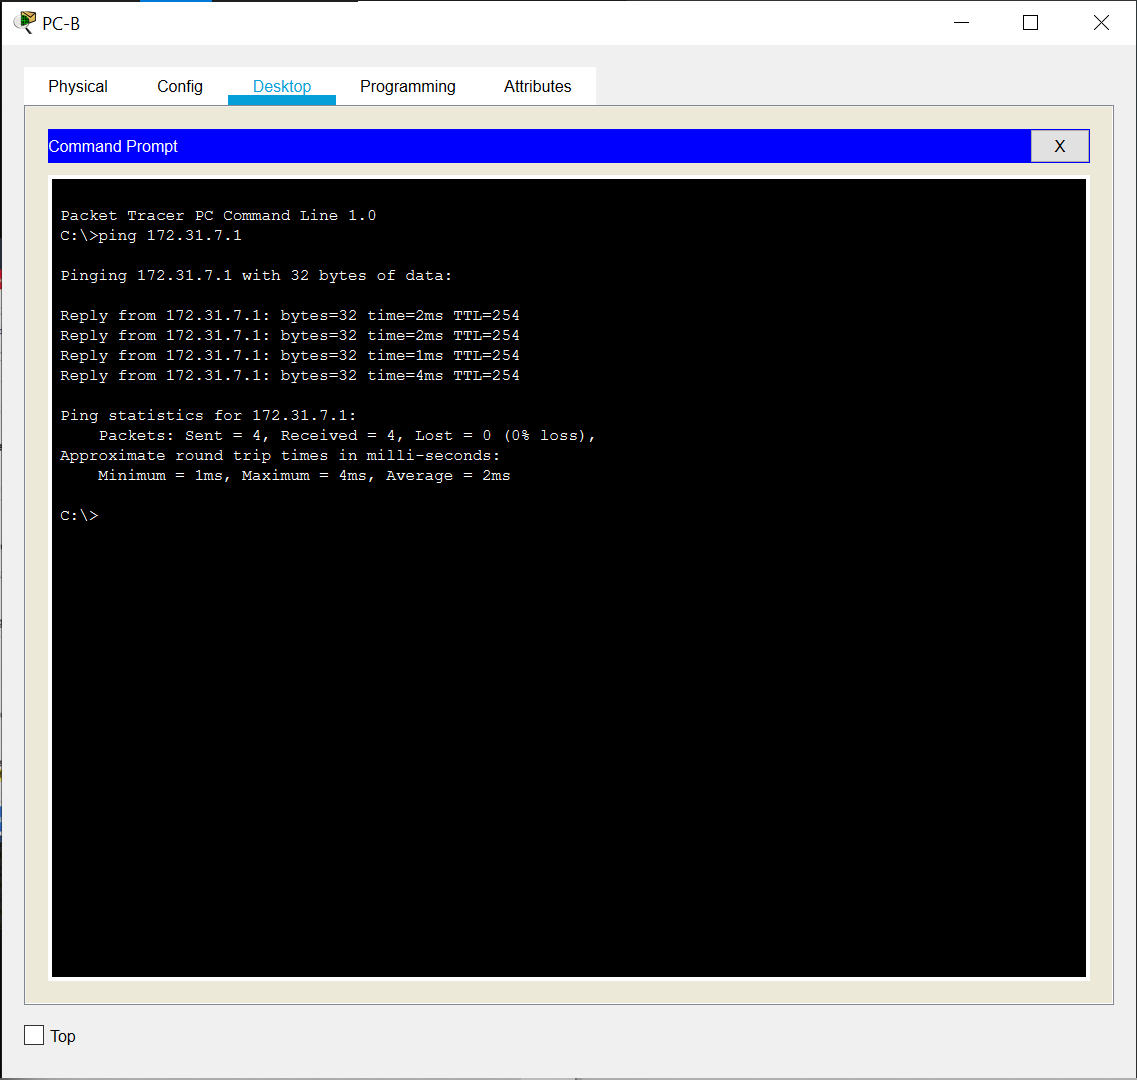 PC-B
Physical Config Desktop Programming Attributes
Command Prompt X
Packet Tracer PC Command Line 1.0
C:\>ping 172.31.7.1
Pinging 172.31.7.1 with 32 bytes of data:
Reply from 172.31.7.1: bytes=32 time=2ms TTL=254
Reply from 172.31.7.1: bytes=32 time=2ms TTL=254
Reply from 172.31.7.1: bytes=32 time=1ms TTL=254
Reply from 172.31.7.1: bytes=32 time=4ms TTL=254
Ping statistics for 172.31.7.1:
    Packets: Sent = 4, Received = 4, Lost = 0 (0% loss),
Approximate round trip times in milli-seconds:
    Minimum = 1ms, Maximum = 4ms, Average = 2ms
C:\>
Top